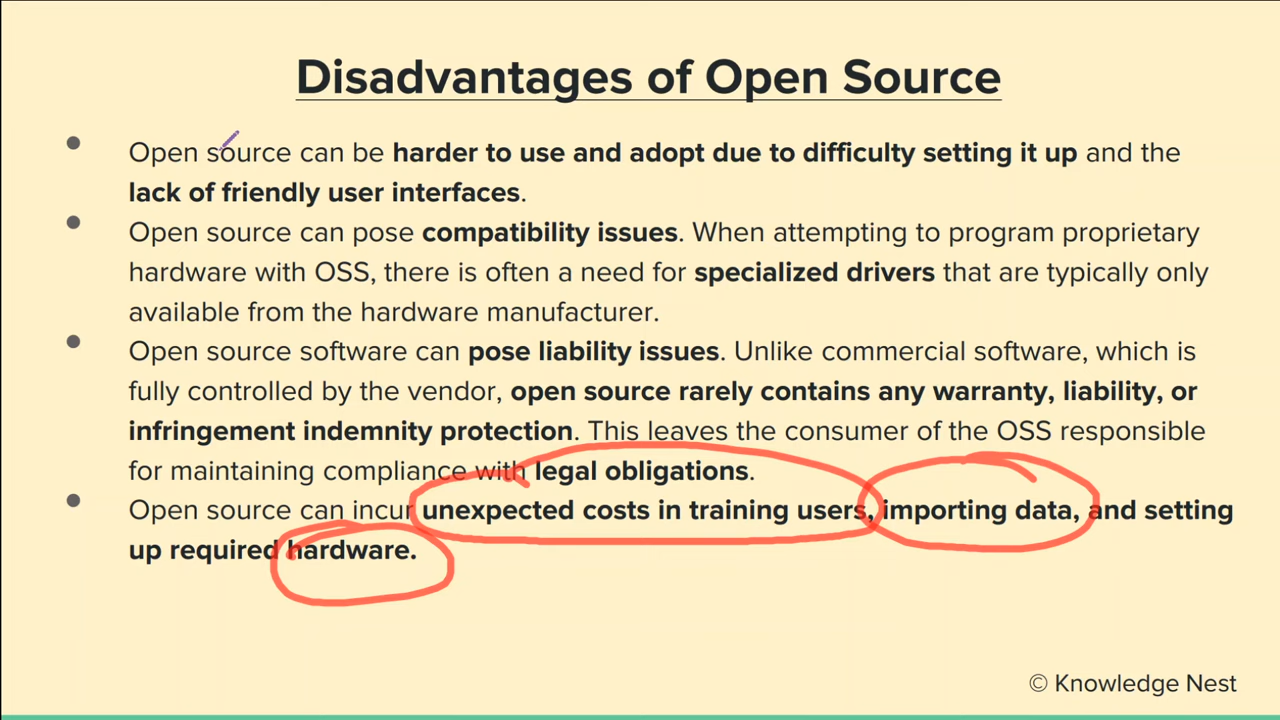 Disadvantages of Open Source
Open source can be harder to use and adopt due to difficulty setting it up and the
lack of friendly user interfaces.
Open source can pose compatibility issues. When attempting to program proprietary
hardware with OSS, there is often a need for specialized drivers that are typically only
available from the hardware manufacturer.
Open source software can pose liability issues. Unlike commercial software, which is
fully controlled by the vendor, open source rarely contains any warranty, liability, or
infringement indemnity protection. This leaves the consumer of the OSS responsible
for maintaining compliance with legal obligations.
Open source can incur unexpected costs in training users, importing data, and setting
up required hardware.
© Knowledge Nest